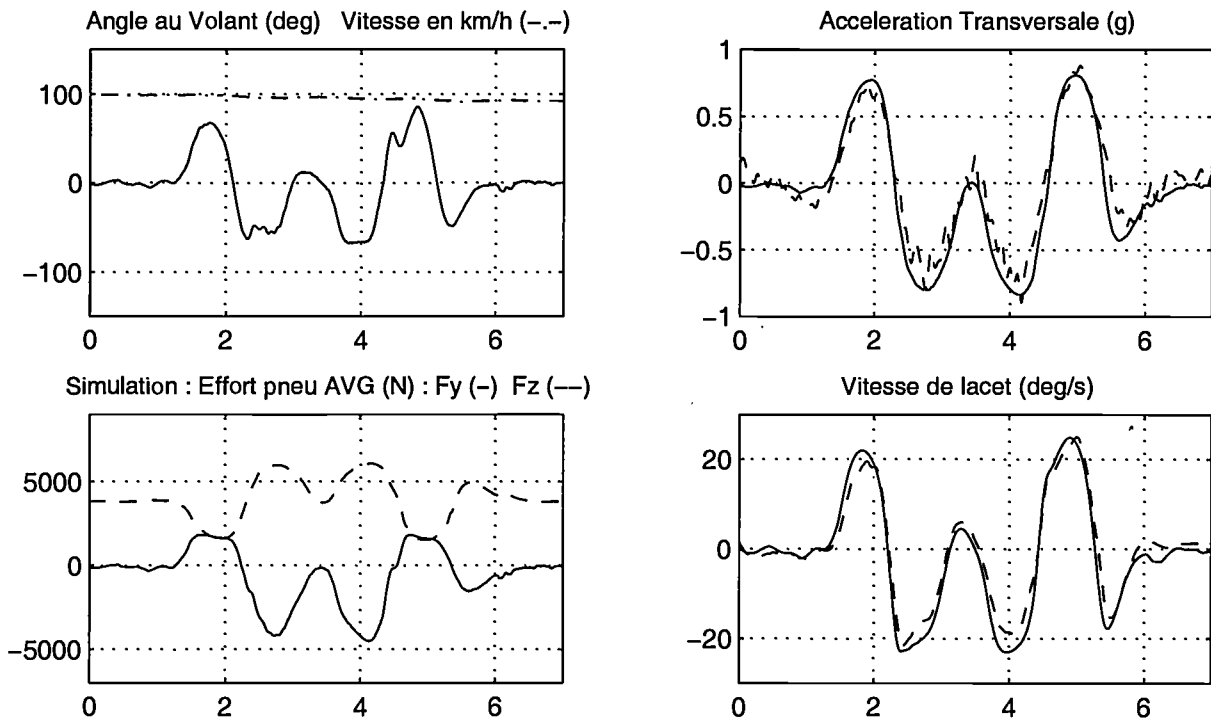 Angle au Volant (deg) Vitesse en km/h (−.−)
100
0
−100
0 2 4 6
Acceleration Transversale (g)
1
0.5
0
−0.5
−1
0 2 4 6
Simulation : Effort pneu AVG (N) : Fy (−) Fz (−−)
5000
0
−5000
0 2 4 6
Vitesse de lacet (deg/s)
20
0
−20
0 2 4 6